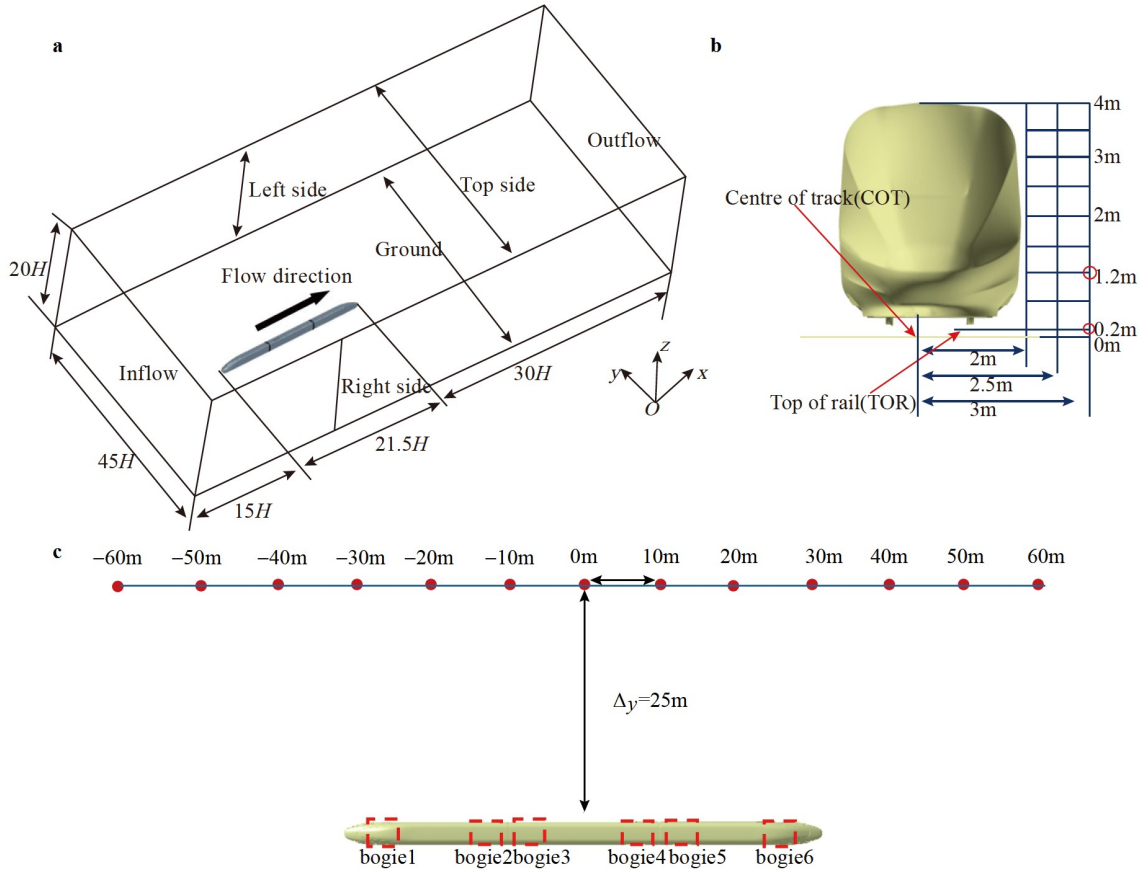 a
Left side
Top side
Outflow
20H
Ground
Flow direction
Inflow
Right side
30H
21.5H
45H
15H
z
y
x
O
b
4m
3m
Centre of track(COT)
2m
1.2m
0.2m
0m
2m
2.5m
Top of rail(TOR)
3m
c
−60m −50m −40m −30m −20m −10m 0m 10m 20m 30m 40m 50m 60m
Δy=25m
bogie1 bogie2 bogie3 bogie4 bogie5 bogie6